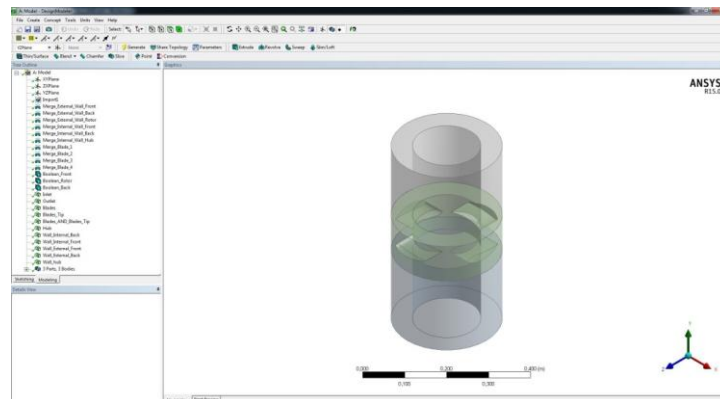 A: Model - DesignModeler
File Create Concept Tools Units View Help
Select:
YZPlane
Generate Share Topology Parameters Extrude Revolve Sweep Skin/Loft
Thin/Surface Blend Chamfer Slice Point Conversion
Tree Outline
Graphics
A: Model
XYPlane
ZXPlane
YZPlane
Import1
Merge_External_Wall_Front
Merge_External_Wall_Back
Merge_External_Wall_Rotor
Merge_Internal_Wall_Front
Merge_Internal_Wall_Back
Merge_External_Wall_Hub
Merge_Blade_1
Merge_Blade_2
Merge_Blade_3
Merge_Blade_4
Boolean_Front
Boolean_Rotor
Boolean_Back
Inlet
Outlet
Blades
Blades_Tip
Blades_AND_Blades_Tip
Hub
Wall_Internal_Back
Wall_Internal_Front
Wall_External_Front
Wall_External_Back
Wall_hub
3 Parts, 3 Bodies
Sketching Modeling
Details View
ANSYS
R15.0
0,000 0,200 0,400 (m)
0,100 0,300
Y
Z X